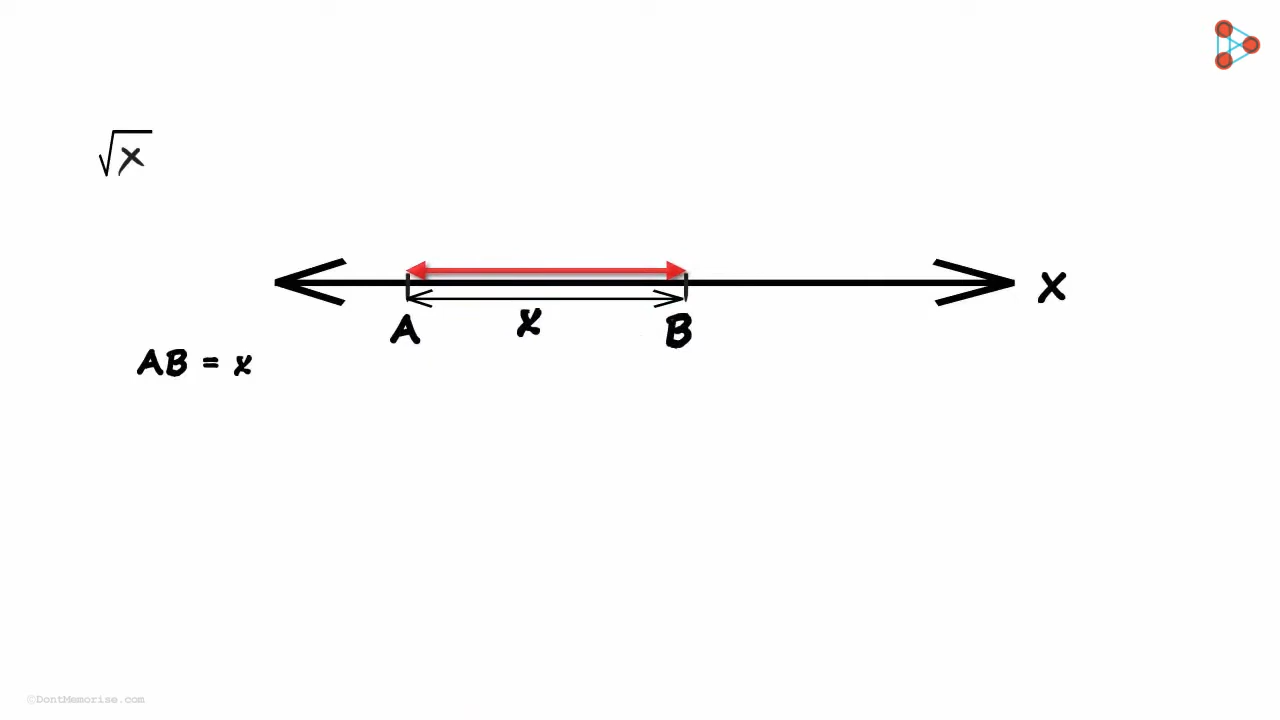 √x
X
A x B
AB = x
©DontMemorise.com